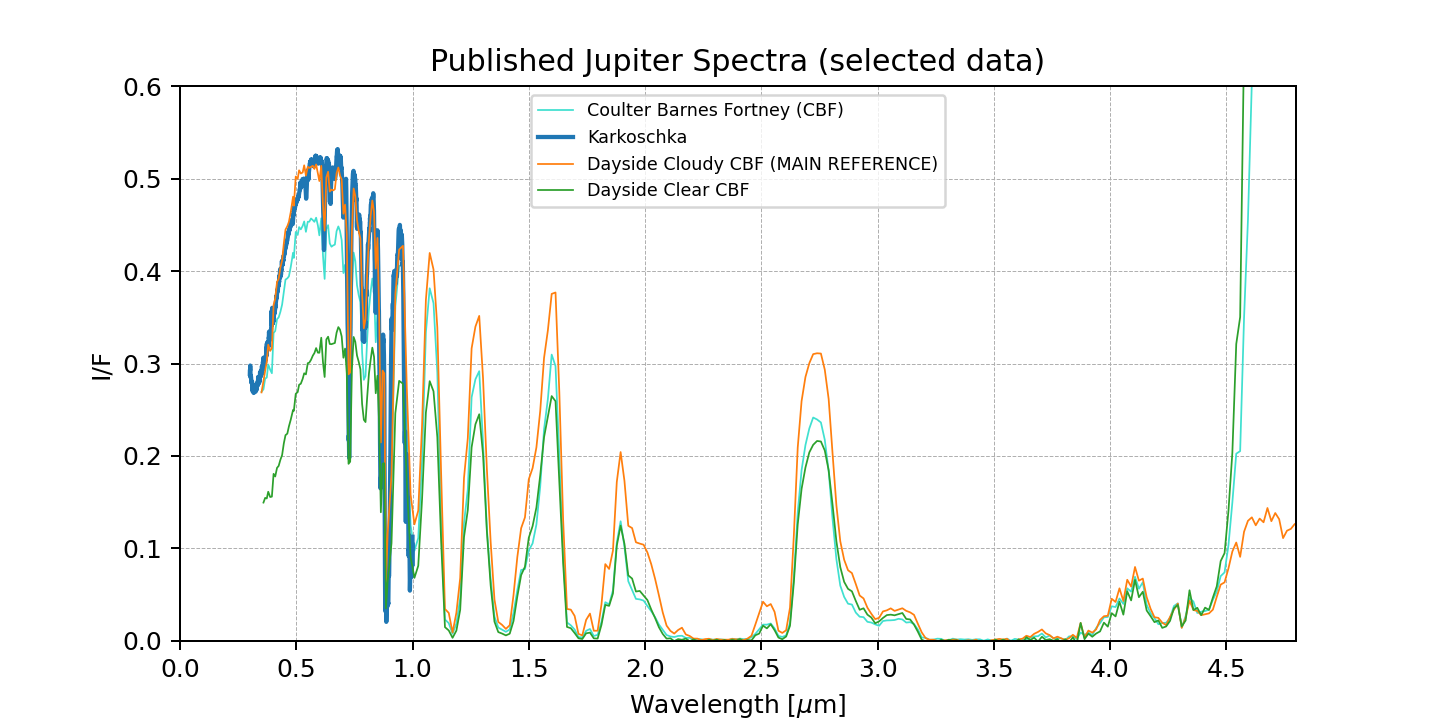 Published Jupiter Spectra (selected data)
Coulter Barnes Fortney (CBF)
Karkoschka
Dayside Cloudy CBF (MAIN REFERENCE)
Dayside Clear CBF
I/F
0.6
0.5
0.4
0.3
0.2
0.1
0.0
0.0 0.5 1.0 1.5 2.0 2.5 3.0 3.5 4.0 4.5
Wavelength [μm]